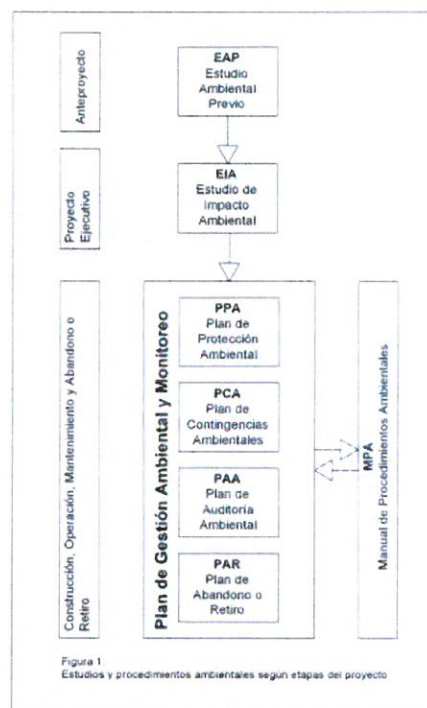 Anteproyecto
EAP
Estudio
Ambiental
Previo
Proyecto
Ejecutivo
EIA
Estudio de
Impacto
Ambiental
Construcción, Operación, Mantenimiento y Abandono o
Retiro
Plan de Gestión Ambiental y Monitoreo
PPA
Plan de
Protección
Ambiental
PCA
Plan de
Contingencias
Ambientales
PAA
Plan de
Auditoría
Ambiental
PAR
Plan de
Abandono o
Retiro
MPA
Manual de Procedimientos Ambientales
Figura 1
Estudios y procedimientos ambientales según etapas del proyecto